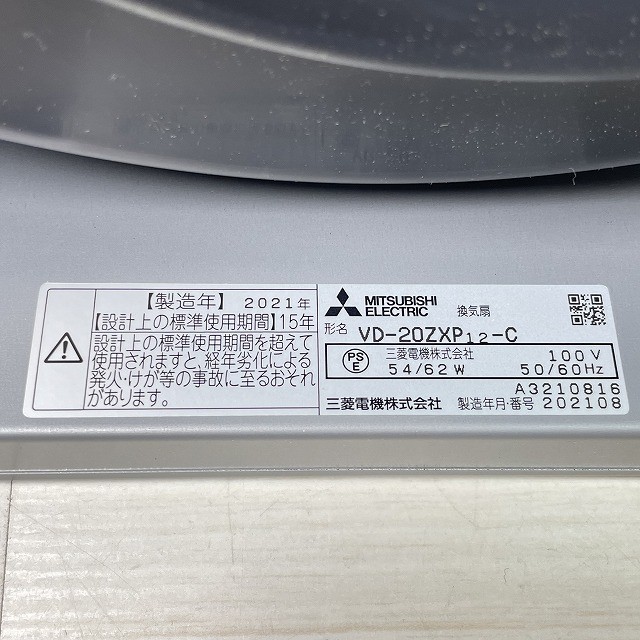 【製造年】 2021年
【設計上の標準使用期間】15年
設計上の標準使用期間を超えて
使用されますと、経年劣化による
発火・けが等の事故に至るおそれ
があります。
MITSUBISHI
ELECTRIC
換気扇
形名 VD-20ZXP12-C
PS
E
三菱電機株式会社 100V
54/62W 50/60Hz
A3210816
三菱電機株式会社 製造年月・番号 202108